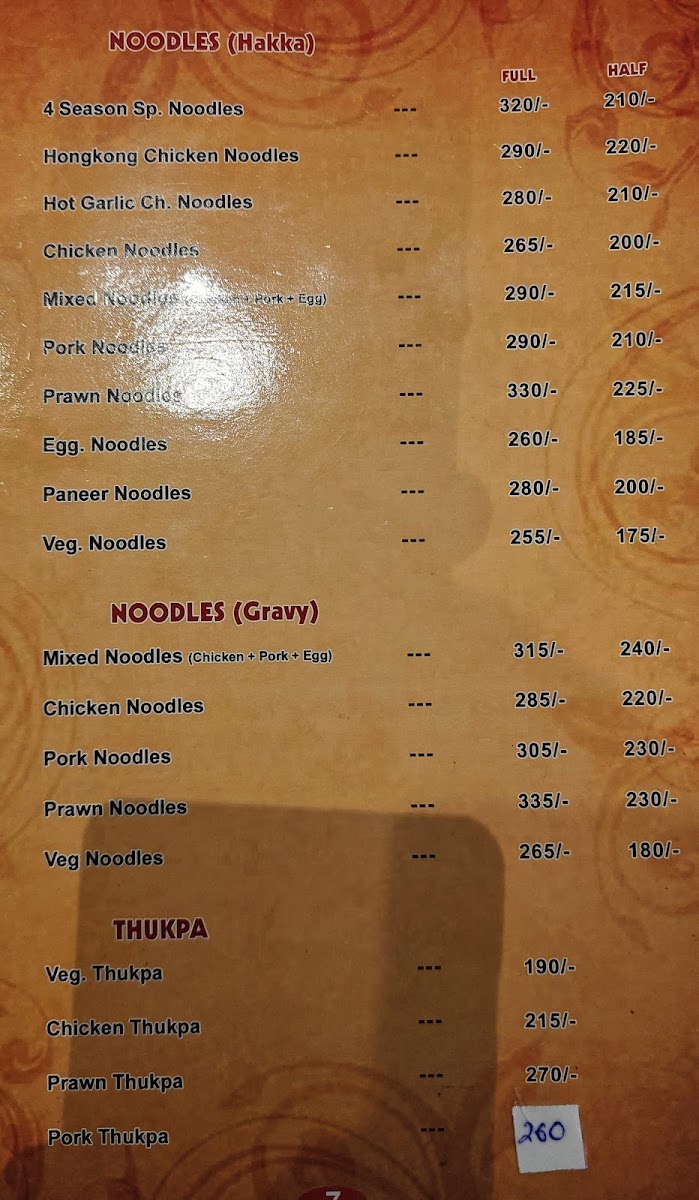 NOODLES (Hakka)
FULL HALF
4 Season Sp. Noodles --- 320/- 210/-
Hongkong Chicken Noodles --- 290/- 220/-
Hot Garlic Ch. Noodles --- 280/- 210/-
Chicken Noodles --- 265/- 200/-
Mixed Noodles (Chicken + Pork + Egg) --- 290/- 215/-
Pork Noodles --- 290/- 210/-
Prawn Noodles --- 330/- 225/-
Egg. Noodles --- 260/- 185/-
Paneer Noodles --- 280/- 200/-
Veg. Noodles --- 255/- 175/-
NOODLES (Gravy)
Mixed Noodles (Chicken + Pork + Egg) --- 315/- 240/-
Chicken Noodles --- 285/- 220/-
Pork Noodles --- 305/- 230/-
Prawn Noodles --- 335/- 230/-
Veg Noodles --- 265/- 180/-
THUKPA
Veg. Thukpa --- 190/-
Chicken Thukpa --- 215/-
Prawn Thukpa --- 270/-
Pork Thukpa --- 260
7